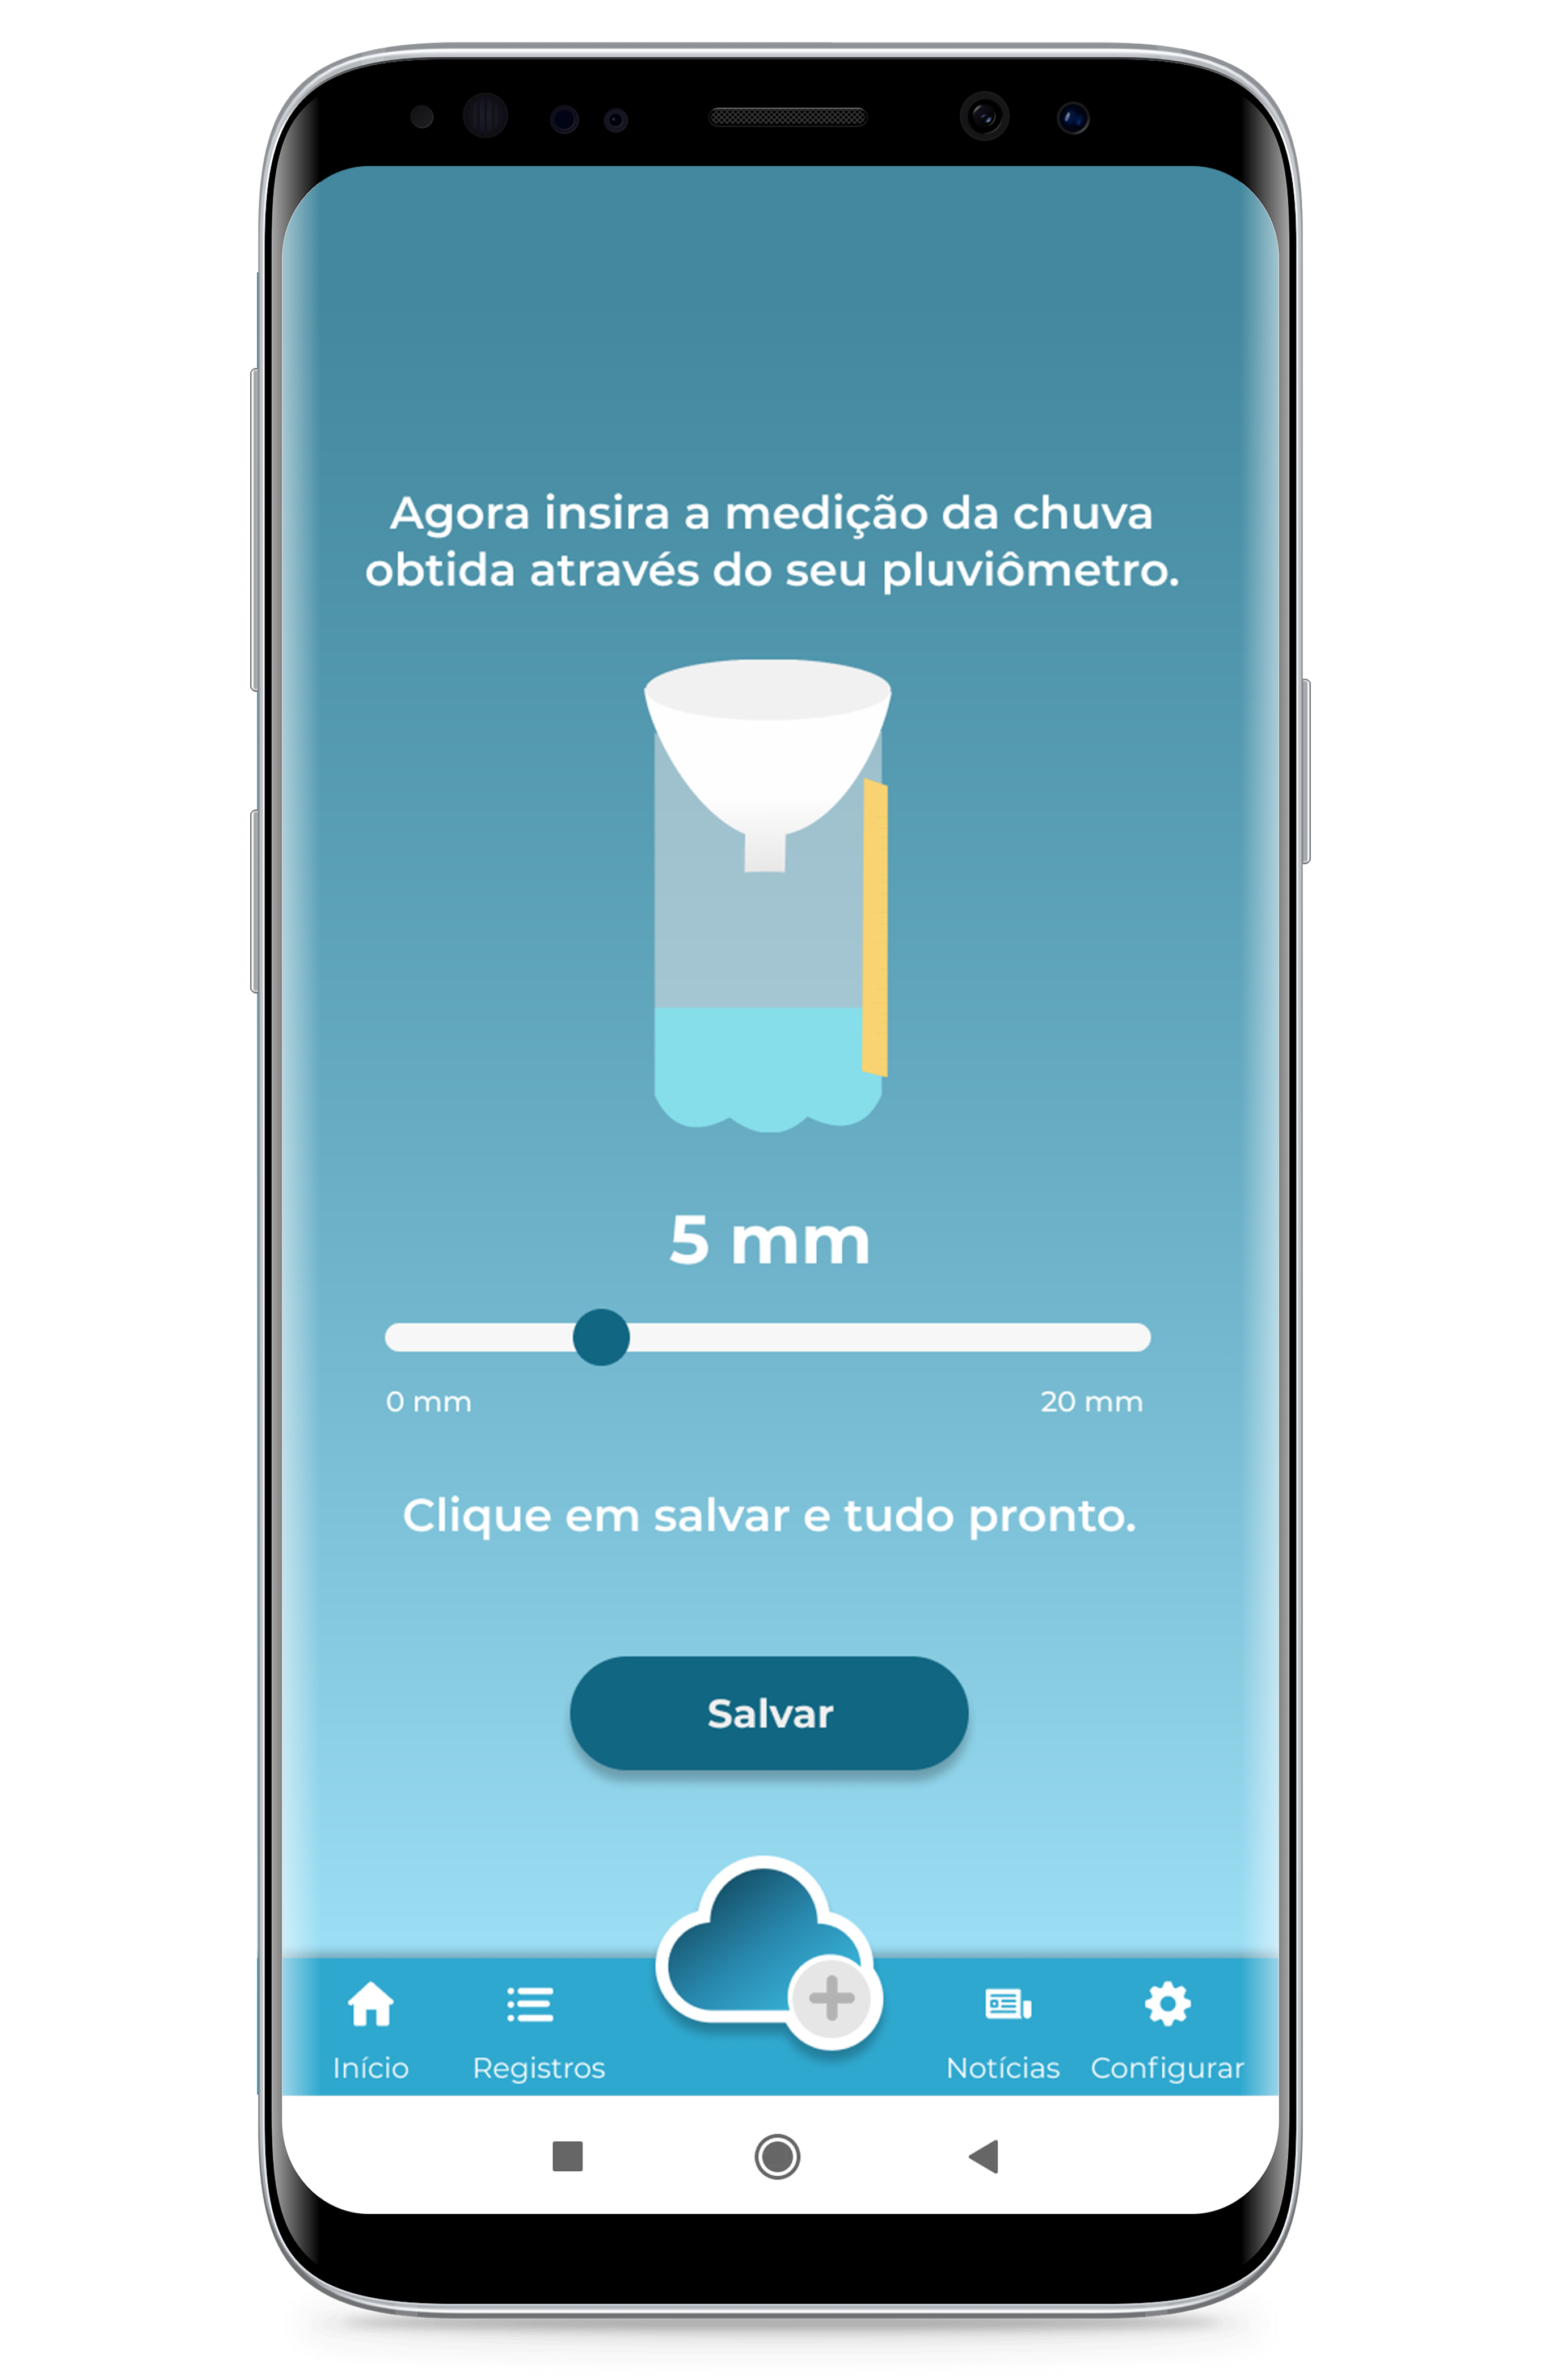 Agora insira a medição da chuva
obtida através do seu pluviômetro.
5 mm
0 mm
20 mm
Clique em salvar e tudo pronto.
Salvar
Início
Registros
Notícias
Configurar